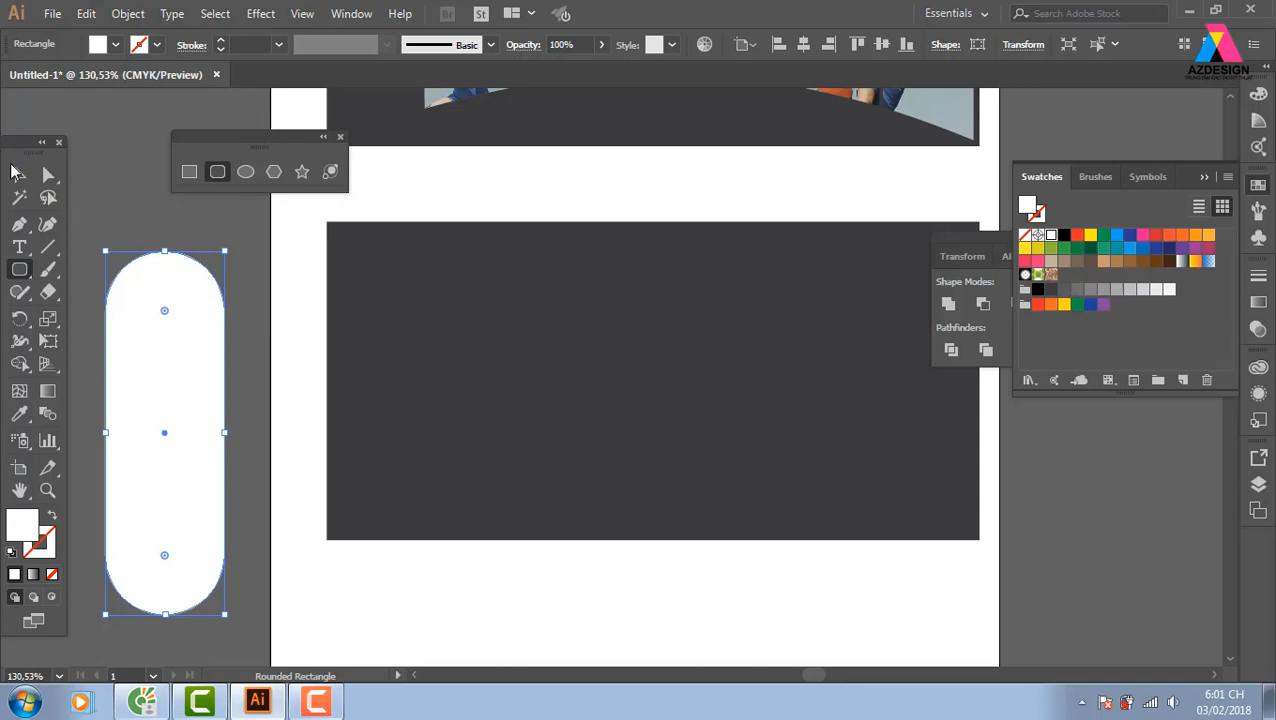 Ai File Edit Object Type Select Effect View Window Help Br St Essentials Search Adobe Stock
Rectangle Stroke: Basic Opacity: 100% Style: Shape: Transform
AZDESIGN
Untitled-1* @ 130,53% (CMYK/Preview)
Swatches Brushes Symbols
Transform
Shape Modes:
Pathfinders:
130,53% 1 Rounded Rectangle
Ai
6:01 CH
03/02/2018